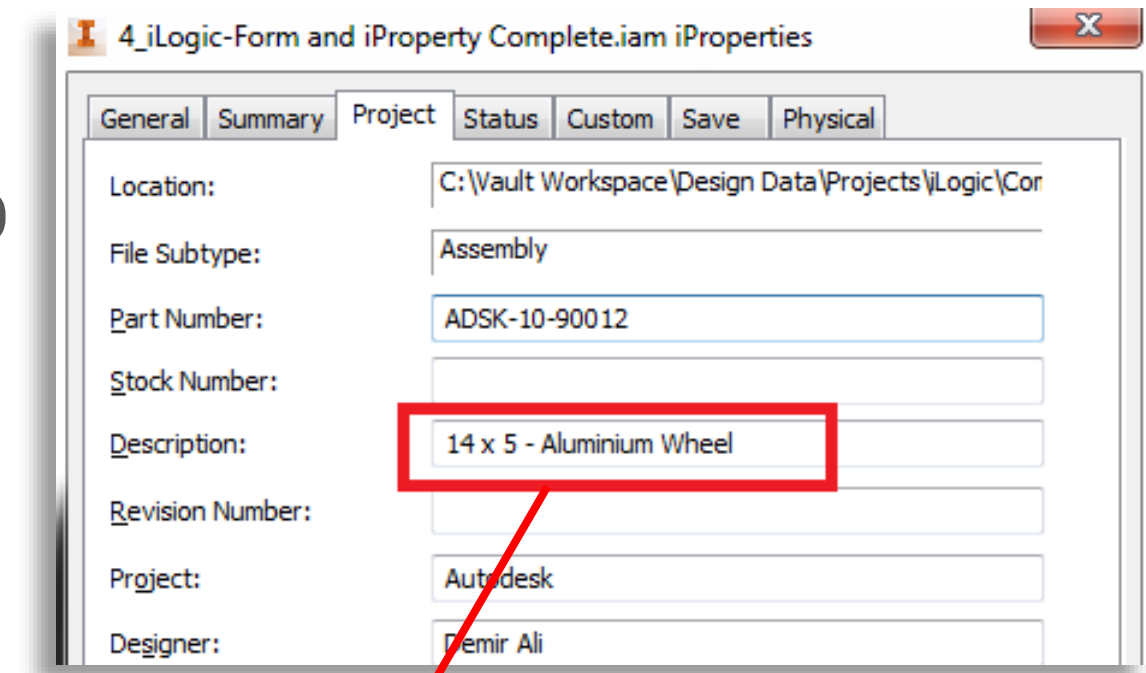 4_iLogic-Form and iProperty Complete.iam iProperties
General Summary Project Status Custom Save Physical
Location: C:\Vault Workspace\Design Data\Projects\iLogic\Con
File Subtype: Assembly
Part Number: ADSK-10-90012
Stock Number:
Description: 14 x 5 - Aluminium Wheel
Revision Number:
Project: Autodesk
Designer: Demir Ali